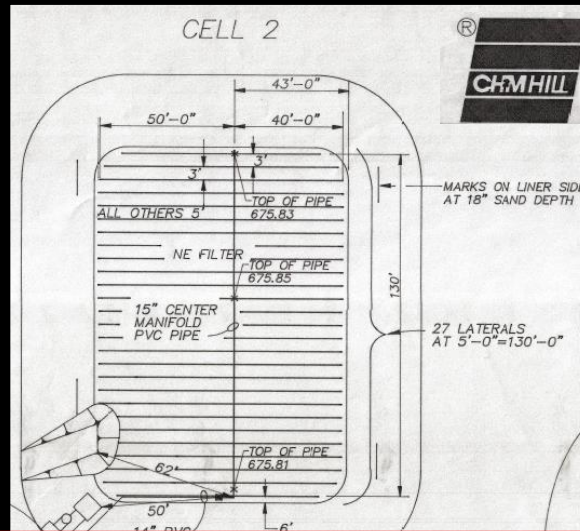 CELL 2
®
CH2MHILL
43'-0"
50'-0"
40'-0"
3'
3'
TOP OF PIPE
675.83
MARKS ON LINER SIDE
AT 18" SAND DEPTH
ALL OTHERS 5'
NE FILTER
TOP OF PIPE
675.85
130'
15" CENTER
MANIFOLD
PVC PIPE
27 LATERALS
AT 5'-0"=130'-0"
TOP OF PIPE
675.81
62'
50'
6'
14" PVC